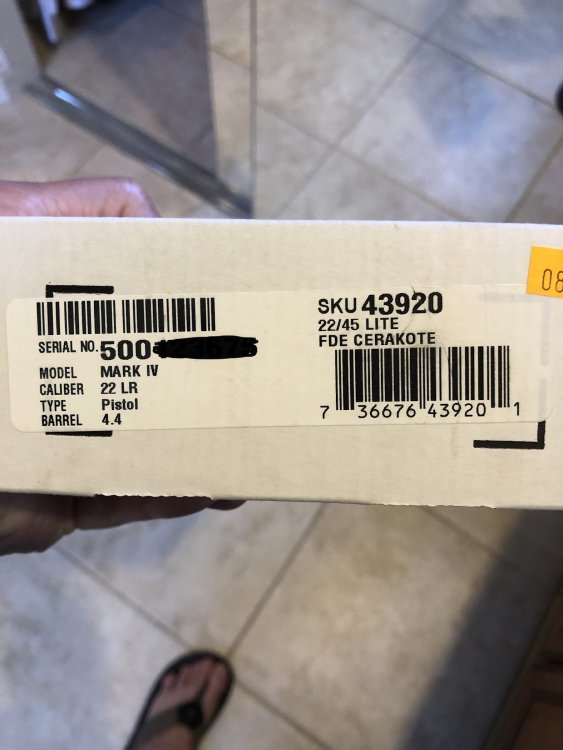 SERIAL NO. 500
MODEL MARK IV
CALIBER 22 LR
TYPE Pistol
BARREL 4.4
SKU 43920
22/45 LITE
FDE CERAKOTE
7 36676 43920 1
08